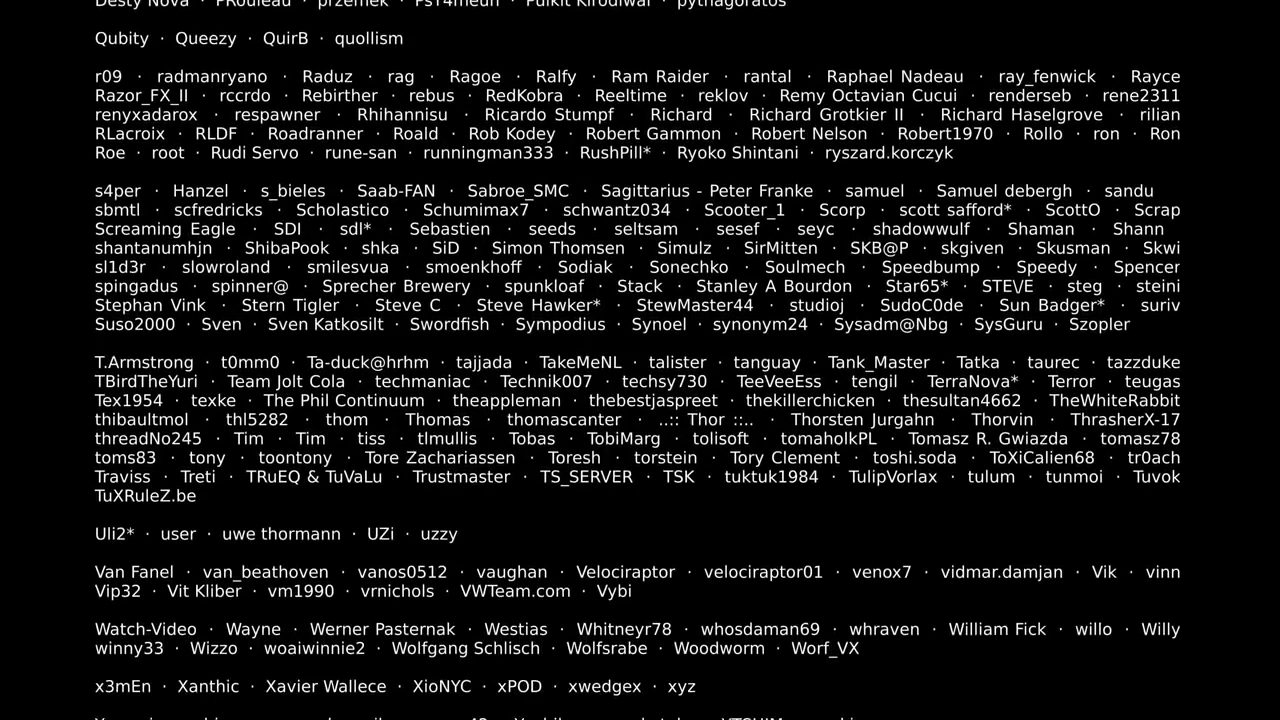 Desty Nova · PRouleau · przemek · PsY4meun · Pulkit Kirodiwal · pythagoratos
Qubity · Queezy · QuirB · quollism
r09 · radmanryano · Raduz · rag · Ragoe · Ralfy · Ram Raider · rantal · Raphael Nadeau · ray_fenwick · Rayce
Razor_FX_II · rccrdo · Rebirther · rebus · RedKobra · Reeltime · reklov · Remy Octavian Cucui · renderseb · rene2311
renyxadarox · respawner · Rhihannisu · Ricardo Stumpf · Richard · Richard Grotkier II · Richard Haselgrove · rilian
RLacroix · RLDF · Roadranner · Roald · Rob Kodey · Robert Gammon · Robert Nelson · Robert1970 · Rollo · ron · Ron
Roe · root · Rudi Servo · rune-san · runningman333 · RushPill* · Ryoko Shintani · ryszard.korczyk
s4per · Hanzel · s_bieles · Saab-FAN · Sabroe_SMC · Sagittarius - Peter Franke · samuel · Samuel debergh · sandu
sbmtl · scfredricks · Scholastico · Schumimax7 · schwantz034 · Scooter_1 · Scorp · scott safford* · ScottO · Scrap
Screaming Eagle · SDI · sdl* · Sebastien · seeds · seltsam · sesef · seyc · shadowwulf · Shaman · Shann
shantanumhjn · ShibaPook · shka · SiD · Simon Thomsen · Simulz · SirMitten · SKB@P · skgiven · Skusman · Skwi
sl1d3r · slowroland · smilesvua · smoenkhoff · Sodiak · Sonechko · Soulmech · Speedbump · Speedy · Spencer
spingadus · spinner@ · Sprecher Brewery · spunkloaf · Stack · Stanley A Bourdon · Star65* · STE\/E · steg · steini
Stephan Vink · Stern Tigler · Steve C · Steve Hawker* · StewMaster44 · studioj · SudoC0de · Sun Badger* · suriv
Suso2000 · Sven · Sven Katkosilt · Swordfish · Sympodius · Synoel · synonym24 · Sysadm@Nbg · SysGuru · Szopler
T.Armstrong · t0mm0 · Ta-duck@hrhm · tajjada · TakeMeNL · talister · tanguay · Tank_Master · Tatka · taurec · tazzduke
TBirdTheYuri · Team Jolt Cola · techmaniac · Technik007 · techsy730 · TeeVeeEss · tengil · TerraNova* · Terror · teugas
Tex1954 · texke · The Phil Continuum · theappleman · thebestjaspreet · thekillerchicken · thesultan4662 · TheWhiteRabbit
thibaultmol · thl5282 · thom · Thomas · thomascanter · ..:: Thor ::.. · Thorsten Jurgahn · Thorvin · ThrasherX-17
threadNo245 · Tim · Tim · tiss · tlmullis · Tobas · TobiMarg · tolisoft · tomaholkPL · Tomasz R. Gwiazda · tomasz78
toms83 · tony · toontony · Tore Zachariassen · Toresh · torstein · Tory Clement · toshi.soda · ToXiCalien68 · tr0ach
Traviss · Treti · TRuEQ & TuVaLu · Trustmaster · TS_SERVER · TSK · tuktuk1984 · TulipVorlax · tulum · tunmoi · Tuvok
TuXRuleZ.be
Uli2* · user · uwe thormann · UZi · uzzy
Van Fanel · van_beathoven · vanos0512 · vaughan · Velociraptor · velociraptor01 · venox7 · vidmar.damjan · Vik · vinn
Vip32 · Vit Kliber · vm1990 · vrnichols · VWTeam.com · Vybi
Watch-Video · Wayne · Werner Pasternak · Westias · Whitneyr78 · whosdaman69 · whraven · William Fick · willo · Willy
winny33 · Wizzo · woaiwinnie2 · Wolfgang Schlisch · Wolfsrabe · Woodworm · Worf_VX
x3mEn · Xanthic · Xavier Wallece · XioNYC · xPOD · xwedgex · xyz